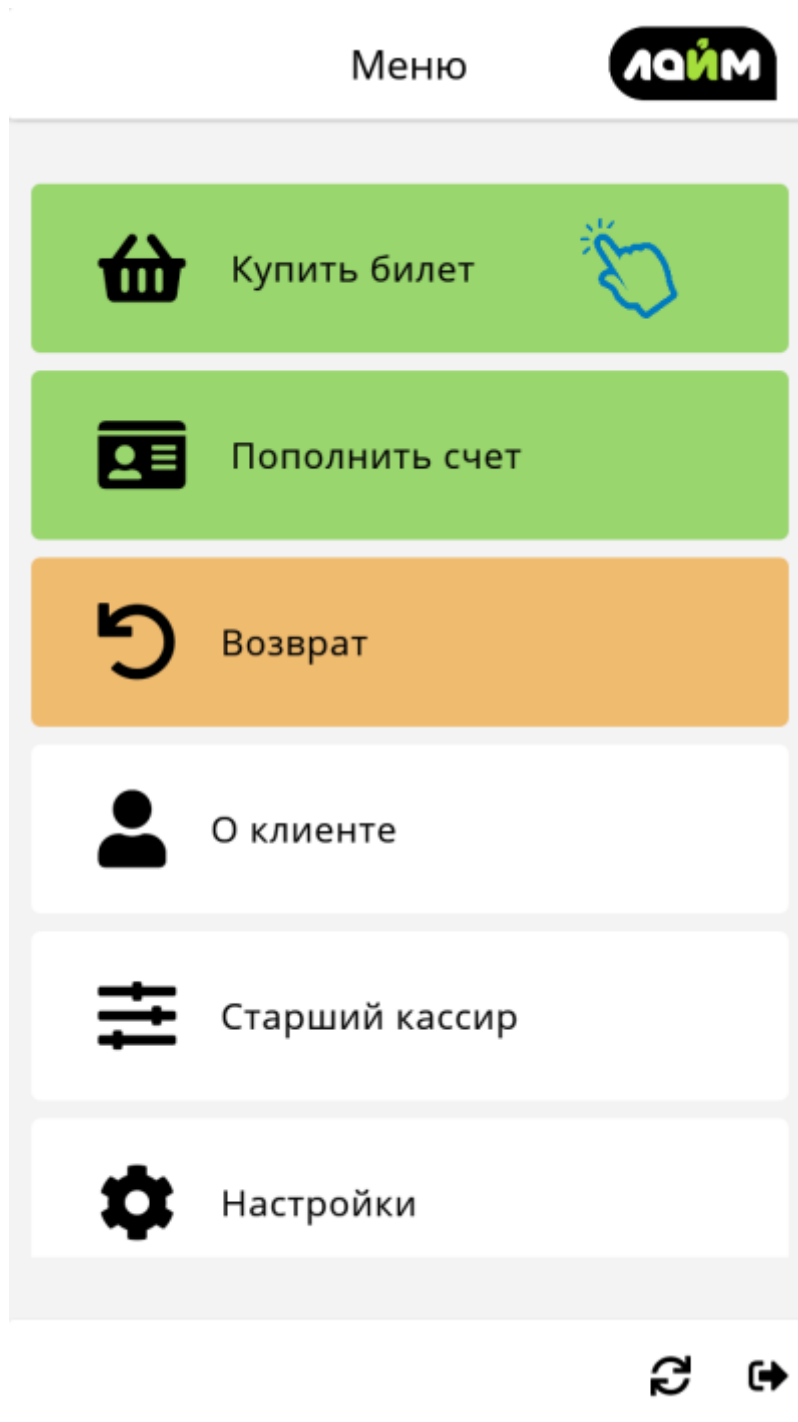 Меню
лайм
Купить билет
Пополнить счет
Возврат
О клиенте
Старший кассир
Настройки